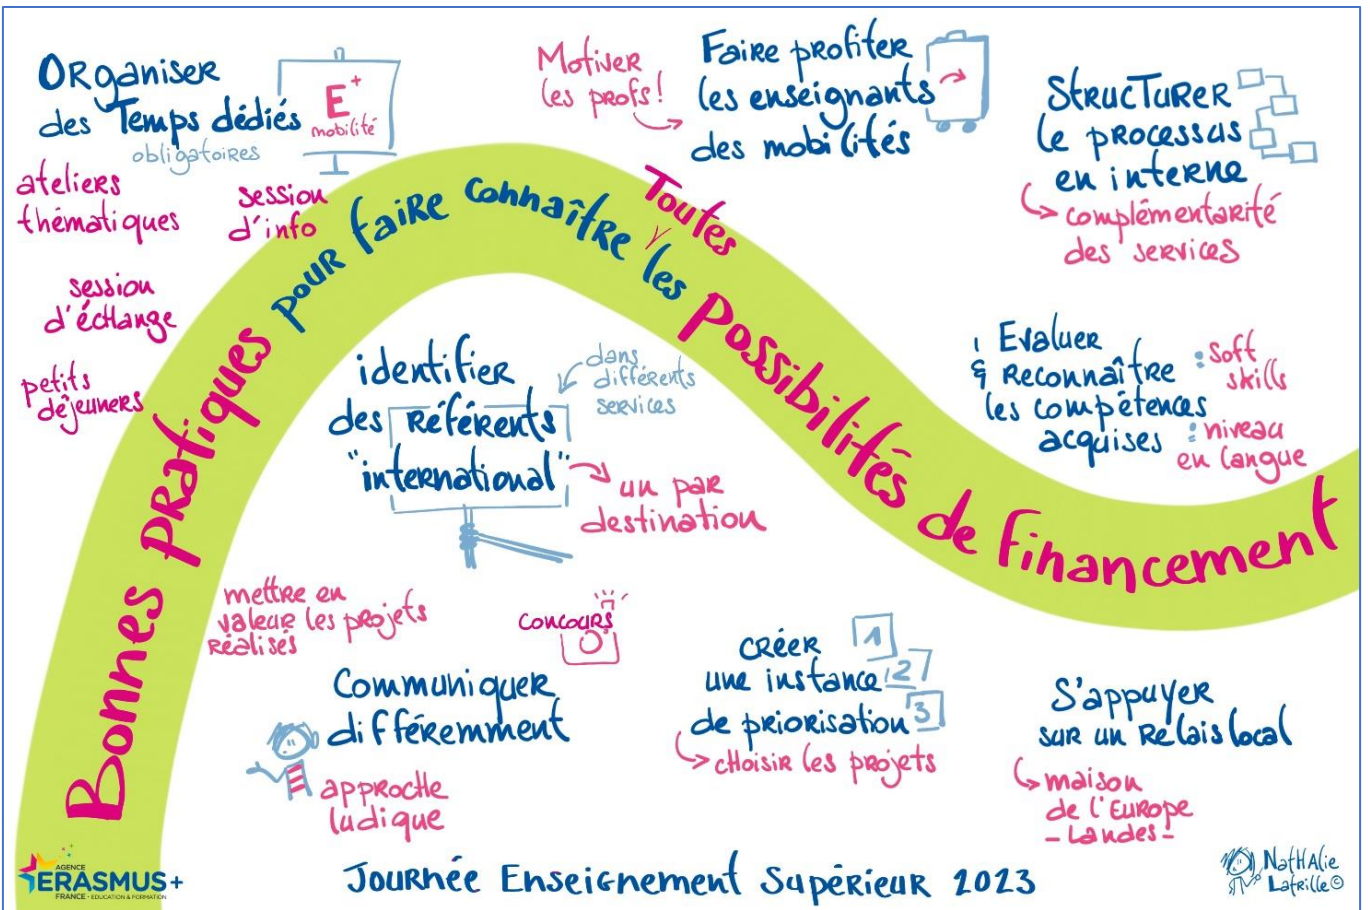 Bonnes pratiques pour faire connaître Toutes les possibilités de financement
Organiser
des Temps dédiés
obligatoires
E+
mobilité
ateliers
thématiques
session
d'info
session
d'échange
petits
déjeuners
Motiver
les profs!
Faire profiter
les enseignants
des mobilités
Structurer
le processus
en interne
complémentarité
des services
identifier
des Référents
"international"
dans
différents
services
un par
destination
Evaluer
& Reconnaître
les compétences
acquises
: Soft
skills
: niveau
en langue
mettre en
valeur les projets
réalisés
Concours
Communiquer
différemment
approche
ludique
créer
une instance
de priorisation
1
2
3
choisir les projets
S'appuyer
sur un Relais local
maison
de l'Europe
- Landes -
AGENCE
ERASMUS+
FRANCE • EDUCATION & FORMATION
Journée Enseignement Supérieur 2023
NatHAlie
Latrille©